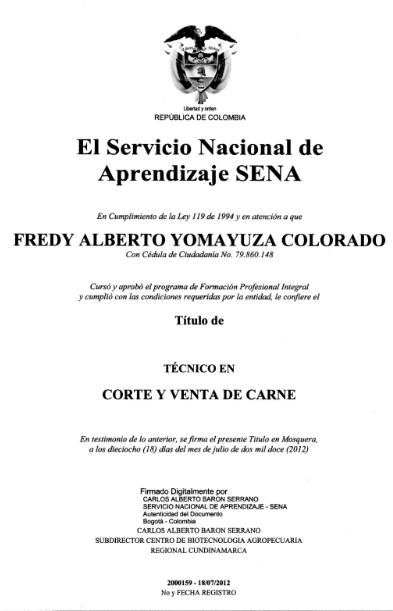 Libertad y orden
REPÚBLICA DE COLOMBIA
El Servicio Nacional de
Aprendizaje SENA
En Cumplimiento de la Ley 119 de 1994 y en atención a que
FREDY ALBERTO YOMAYUZA COLORADO
Con Cédula de Ciudadanía No. 79.860.148
Cursó y aprobó el programa de Formación Profesional Integral
y cumplió con las condiciones requeridas por la entidad, le confiere el
Título de
TÉCNICO EN
CORTE Y VENTA DE CARNE
En testimonio de lo anterior, se firma el presente Título en Mosquera,
a los dieciocho (18) días del mes de julio de dos mil doce (2012)
Firmado Digitalmente por
CARLOS ALBERTO BARON SERRANO
SERVICIO NACIONAL DE APRENDIZAJE - SENA
Autenticidad del Documento
Bogotá - Colombia
CARLOS ALBERTO BARON SERRANO
SUBDIRECTOR CENTRO DE BIOTECNOLOGIA AGROPECUARIA
REGIONAL CUNDINAMARCA
2000159 - 18/07/2012
No y FECHA REGISTRO